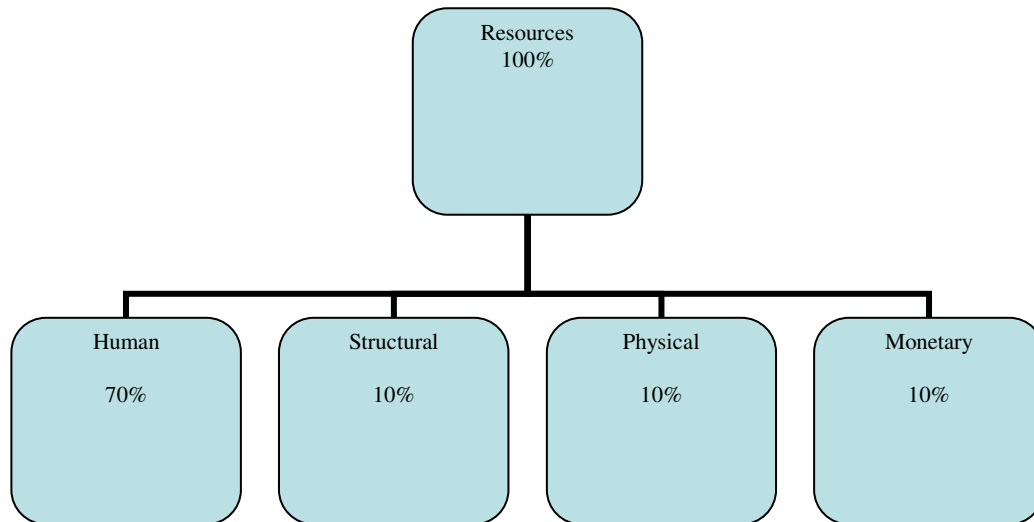 Resources
100%
Human
70%
Structural
10%
Physical
10%
Monetary
10%